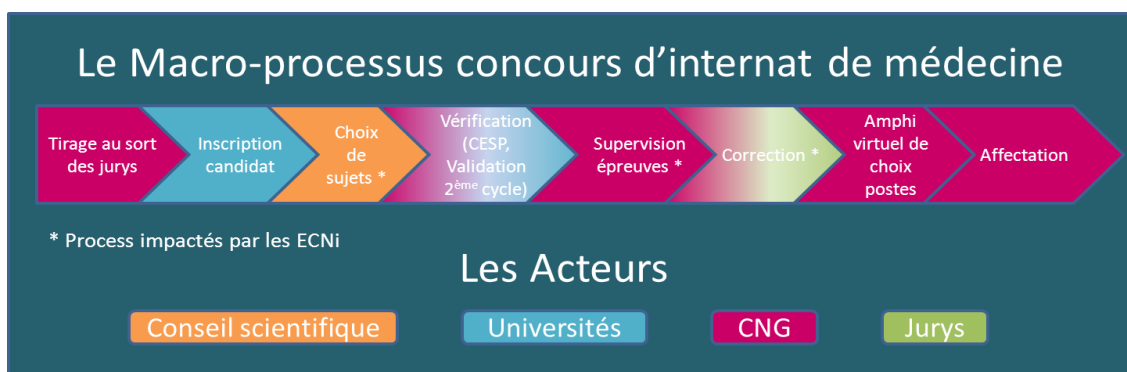 Le Macro-processus concours d’internat de médecine
Tirage au sort
des jurys
Inscription
candidat
Choix
de
sujets *
Vérification
(CESP,
Validation
2ème cycle)
Supervision
épreuves *
Correction *
Amphi
virtuel de
choix
postes
Affectation
* Process impactés par les ECNi
Les Acteurs
Conseil scientifique
Universités
CNG
Jurys